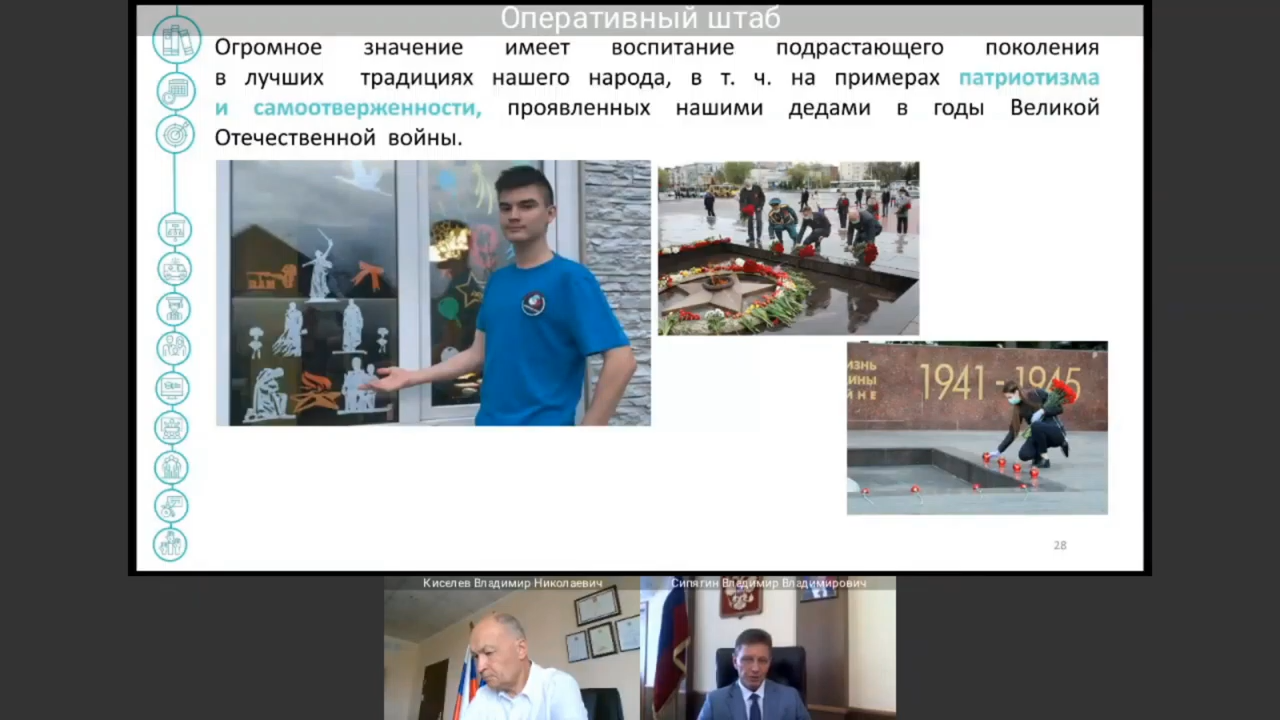 Оперативный штаб
Огромное значение имеет воспитание подрастающего поколения
в лучших традициях нашего народа, в т. ч. на примерах патриотизма
и самоотверженности, проявленных нашими дедами в годы Великой
Отечественной войны.
1941 - 1945
28
Киселев Владимир Николаевич
Сипягин Владимир Владимирович